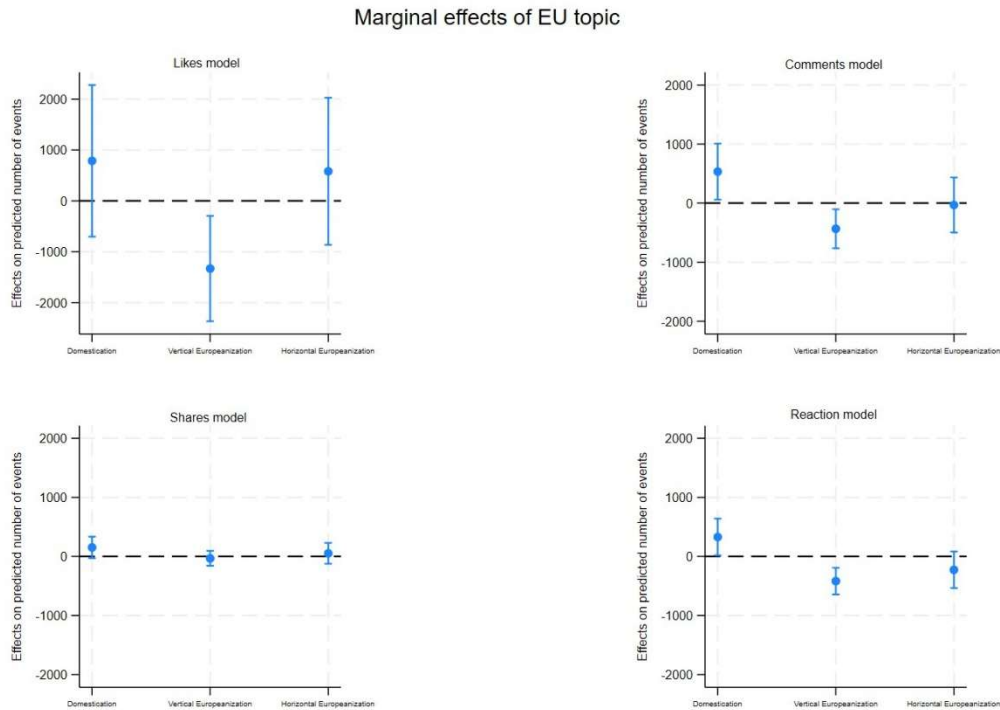 Marginal effects of EU topic
Likes model
Effects on predicted number of events
2000
1000
0
-1000
-2000
Domestication
Vertical Europeanization
Horizontal Europeanization
Comments model
Effects on predicted number of events
2000
1000
0
-1000
-2000
Domestication
Vertical Europeanization
Horizontal Europeanization
Shares model
Effects on predicted number of events
2000
1000
0
-1000
-2000
Domestication
Vertical Europeanization
Horizontal Europeanization
Reaction model
Effects on predicted number of events
2000
1000
0
-1000
-2000
Domestication
Vertical Europeanization
Horizontal Europeanization